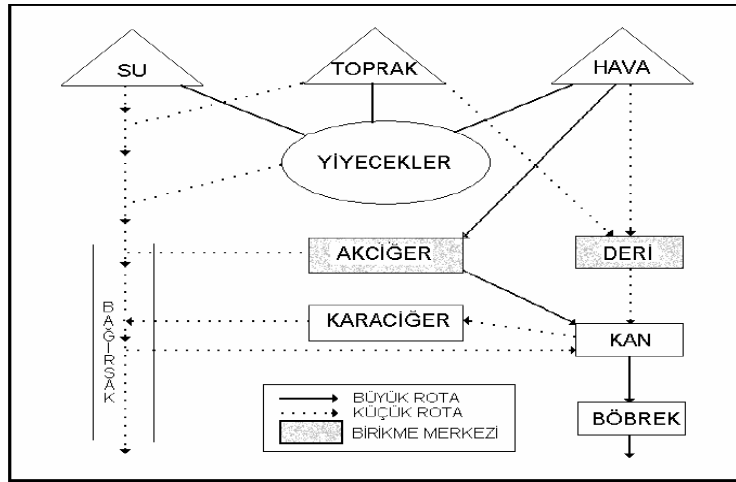 SU
TOPRAK
HAVA
YİYECEKLER
AKCİĞER
DERİ
BAĞIRSAK
KARACİĞER
KAN
BÜYÜK ROTA
KÜÇÜK ROTA
BİRİKME MERKEZİ
BÖBREK